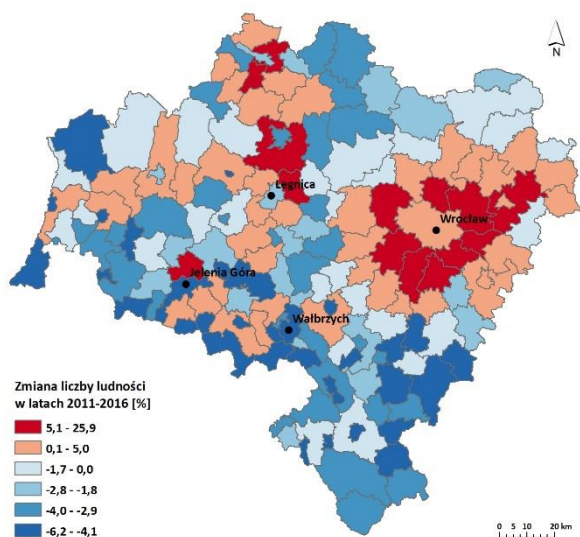 N
Legnica
Wrocław
Jelenia Góra
Wałbrzych
Zmiana liczby ludności
w latach 2011-2016 [%]
5,1 - 25,9
0,1 - 5,0
-1,7 - 0,0
-2,8 - -1,8
-4,0 - -2,9
-6,2 - -4,1
0 5 10 20 km